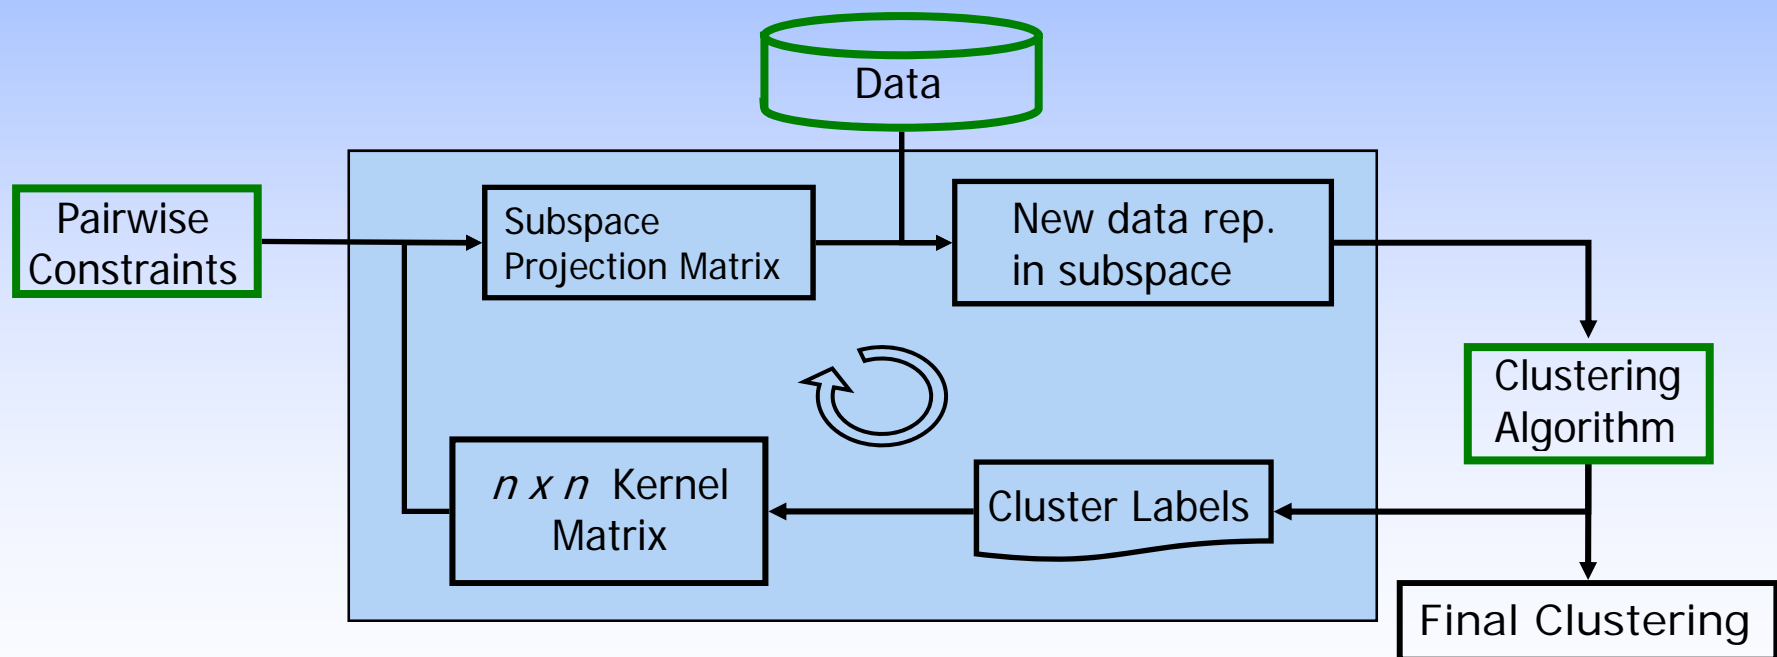 Data
Pairwise
Constraints
Subspace
Projection Matrix
New data rep.
in subspace
Clustering
Algorithm
n x n Kernel
Matrix
Cluster Labels
Final Clustering